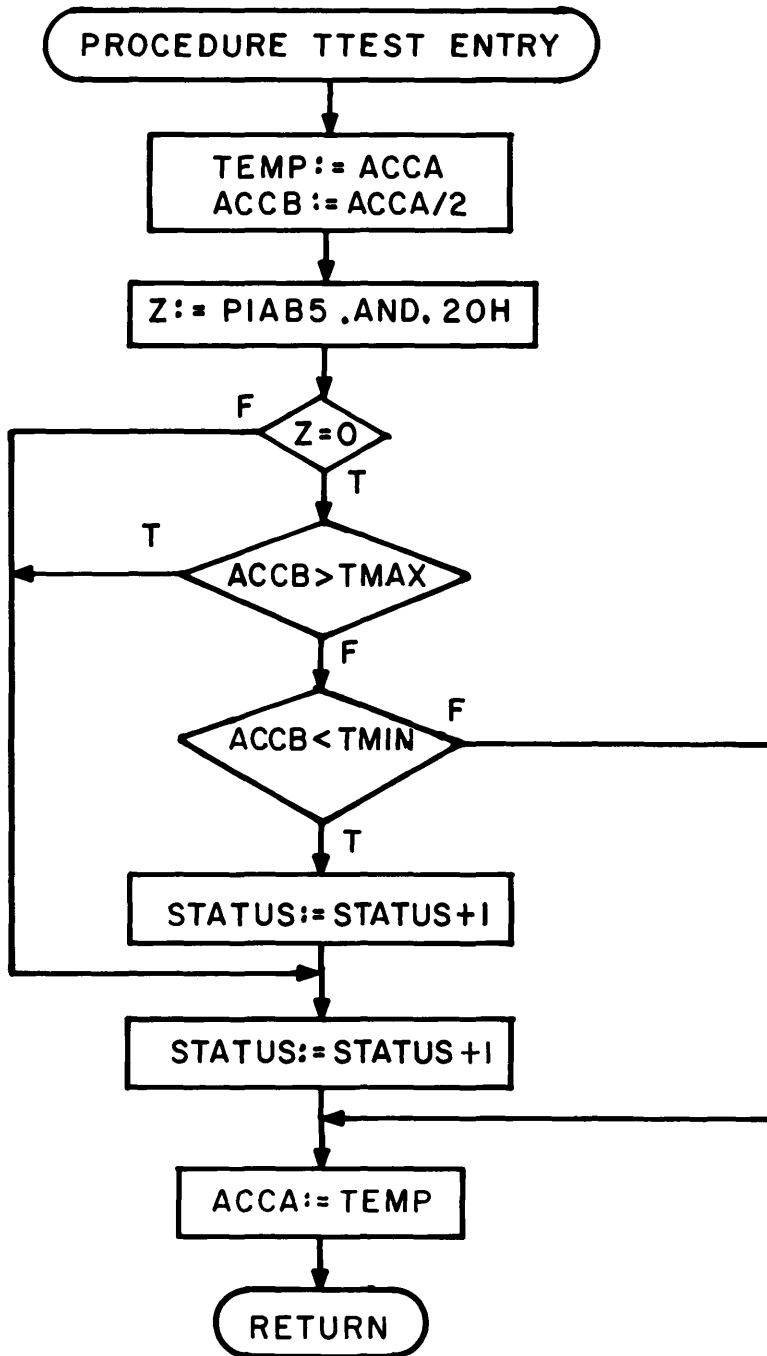 PROCEDURE TTEST ENTRY
TEMP:= ACCA
ACCB:= ACCA/2
Z:= PIAB5 .AND. 20H
F
Z=0
T
T
ACCB>TMAX
F
F
ACCB<TMIN
T
STATUS:= STATUS+1
STATUS:= STATUS+1
ACCA:= TEMP
RETURN